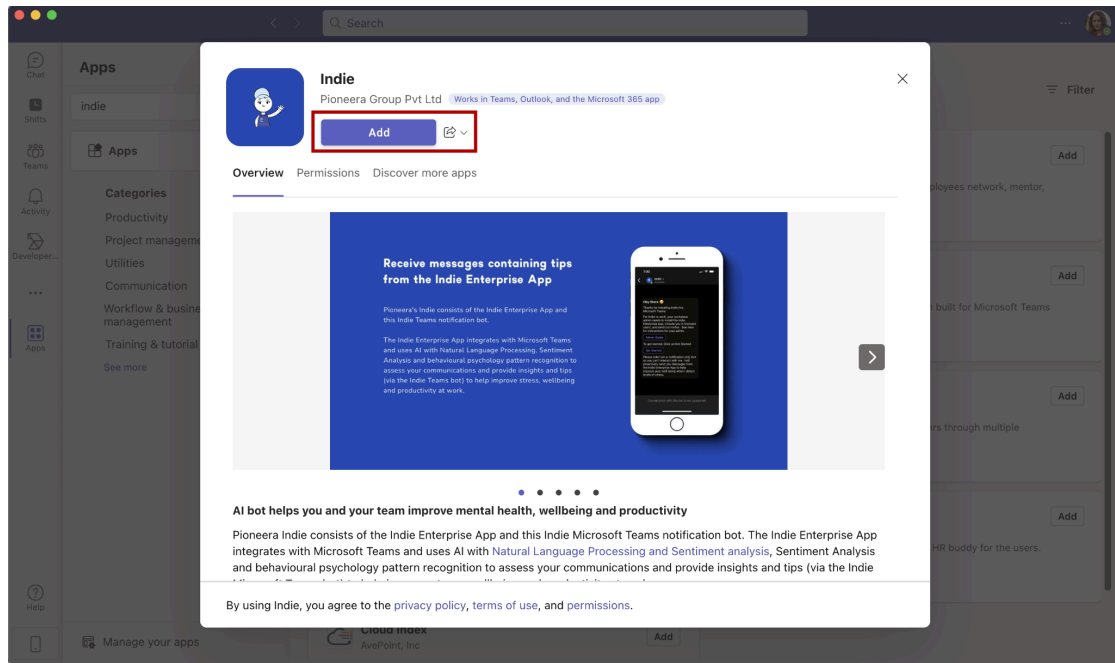 Search
Chat
Shifts
Teams
Activity
Developer...
Apps
Help
Apps
indie
Apps
Categories
Productivity
Project manageme
Utilities
Communication
Workflow & busine
management
Training & tutorial
See more
Manage your apps
Filter
Indie
Pioneera Group Pvt Ltd Works in Teams, Outlook, and the Microsoft 365 app
Add
Overview Permissions Discover more apps
Receive messages containing tips
from the Indie Enterprise App
Pioneera's Indie consists of the Indie Enterprise App and
this Indie Teams notification bot.
The Indie Enterprise App integrates with Microsoft Teams
and uses AI with Natural Language Processing, Sentiment
Analysis and behavioural psychology pattern recognition to
assess your communications and provide insights and tips
(via the Indie Teams bot) to help improve stress, wellbeing
and productivity at work.
Hey there
AI bot helps you and your team improve mental health, wellbeing and productivity
Pioneera Indie consists of the Indie Enterprise App and this Indie Microsoft Teams notification bot. The Indie Enterprise App
integrates with Microsoft Teams and uses AI with Natural Language Processing and Sentiment analysis, Sentiment Analysis
and behavioural psychology pattern recognition to assess your communications and provide insights and tips (via the Indie
By using Indie, you agree to the privacy policy, terms of use, and permissions.
Add
ployees network, mentor,
Add
built for Microsoft Teams
Add
rs through multiple
Add
HR buddy for the users.
Cloud Index
AvePoint, Inc
Add